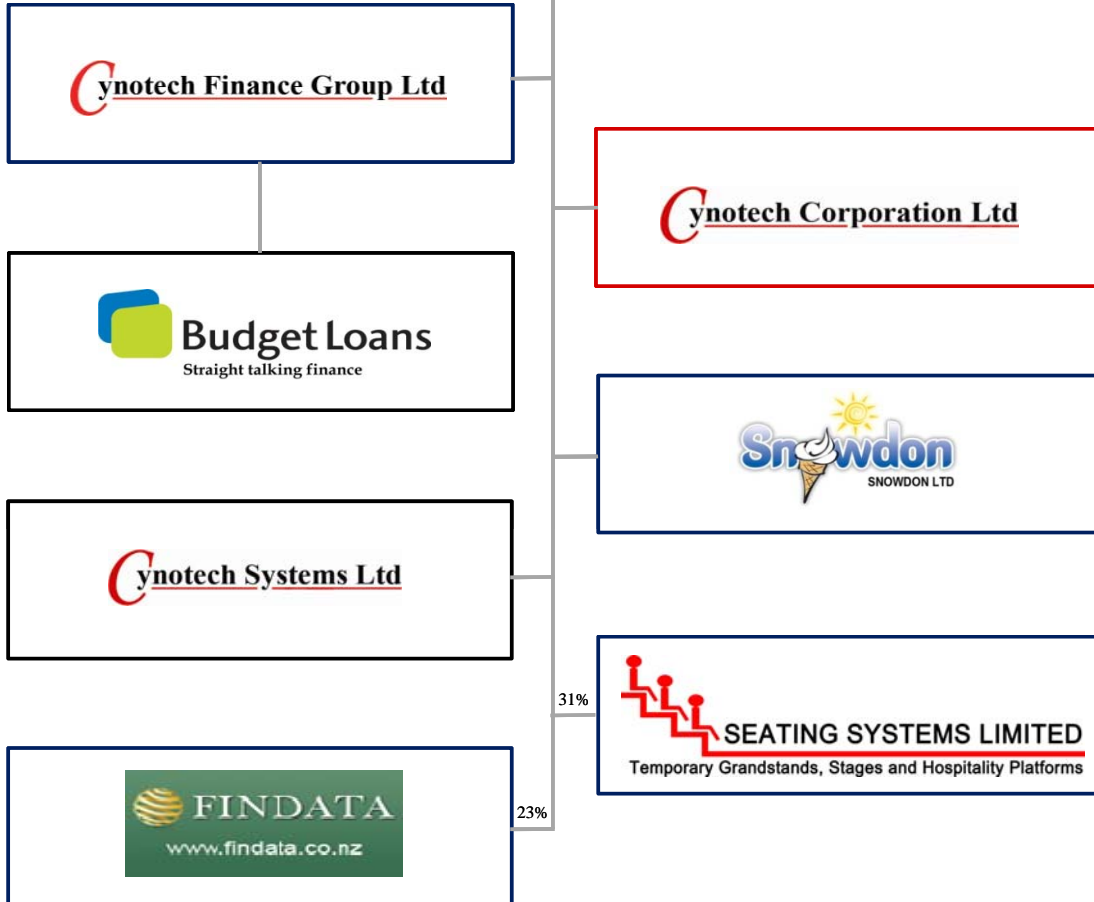 Cynotech Finance Group Ltd
Cynotech Corporation Ltd
Budget Loans
Straight talking finance
Snowdon
SNOWDON LTD
Cynotech Systems Ltd
31%
SEATING SYSTEMS LIMITED
Temporary Grandstands, Stages and Hospitality Platforms
FINDATA
www.findata.co.nz
23%